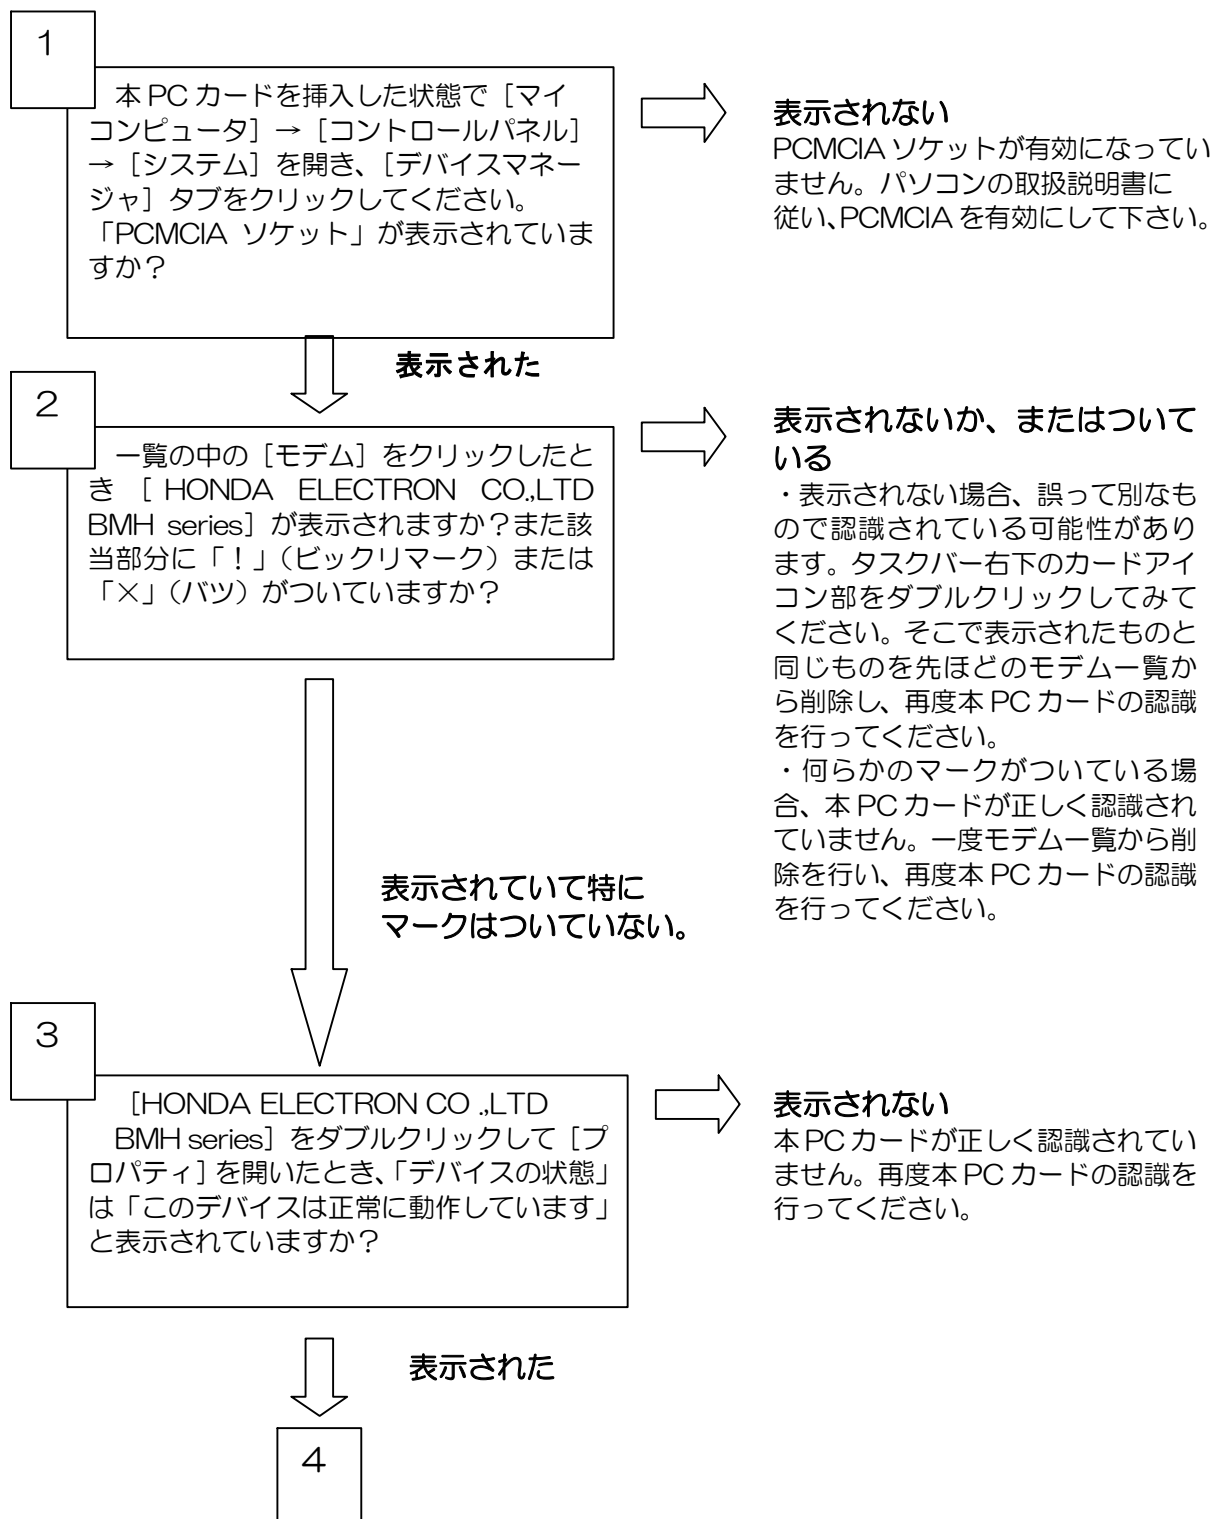 1
本 PC カードを挿入した状態で［マイ
コンピュータ］→［コントロールパネル］
→［システム］を開き、［デバイスマネー
ジャ］タブをクリックしてください。
「PCMCIA ソケット」が表示されていま
すか？
表示されない
PCMCIA ソケットが有効になってい
ません。パソコンの取扱説明書に
従い、PCMCIA を有効にして下さい。
表示された
2
一覧の中の［モデム］をクリックしたと
き ［ HONDA ELECTRON CO.,LTD
BMH series］が表示されますか？また該
当部分に「！」（ビックリマーク）または
「×」（バツ）がついていますか？
表示されないか、またはついて
いる
・表示されない場合、誤って別なも
ので認識されている可能性があり
ます。タスクバー右下のカードアイ
コン部をダブルクリックしてみて
ください。そこで表示されたものと
同じものを先ほどのモデム一覧か
ら削除し、再度本 PC カードの認識
を行ってください。
・何らかのマークがついている場
合、本 PC カードが正しく認識され
ていません。一度モデム一覧から削
除を行い、再度本 PC カードの認識
を行ってください。
表示されていて特に
マークはついていない。
3
［HONDA ELECTRON CO .,LTD
BMH series］をダブルクリックして［プ
ロパティ］を開いたとき、「デバイスの状態」
は「このデバイスは正常に動作しています」
と表示されていますか？
表示されない
本 PC カードが正しく認識されてい
ません。再度本 PC カードの認識を
行ってください。
表示された
4